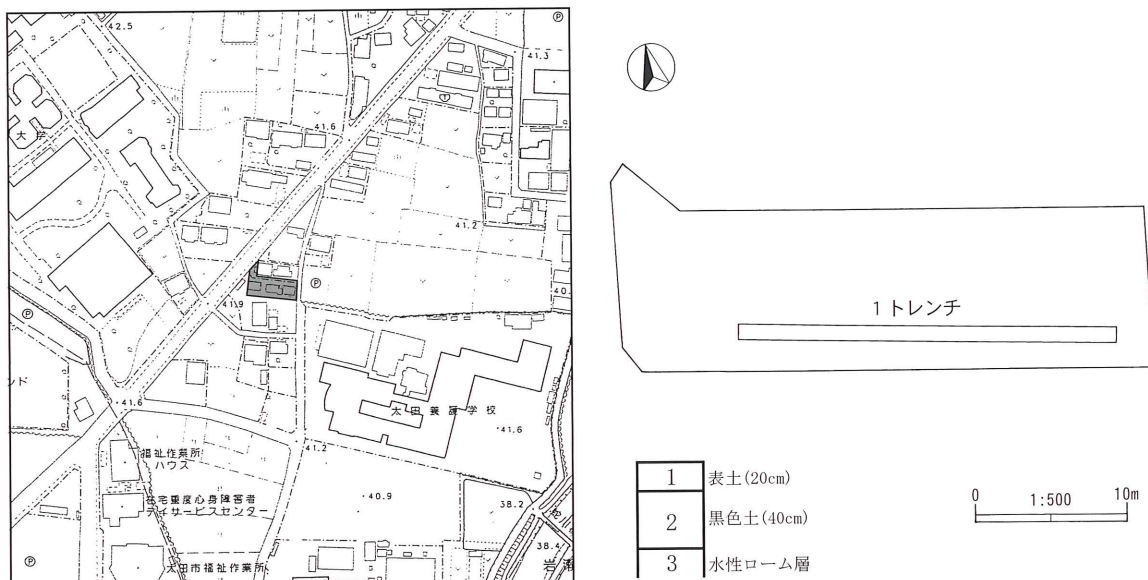 42.5
Ⓟ
41.3
大学
41.6
41.2
Ⓟ
Ⓟ
41.9
40.
ンド
41.6
太田養護学校
41.6
福祉作業所
ハウス
41.2
在宅重度心身障害者
デイサービスセンター
40.9
38.2
38.4
Ⓟ
太田市福祉作業所
岩瀬
1トレンチ
1 表土(20cm)
2 黒色土(40cm)
3 水性ローム層
0 1:500 10m